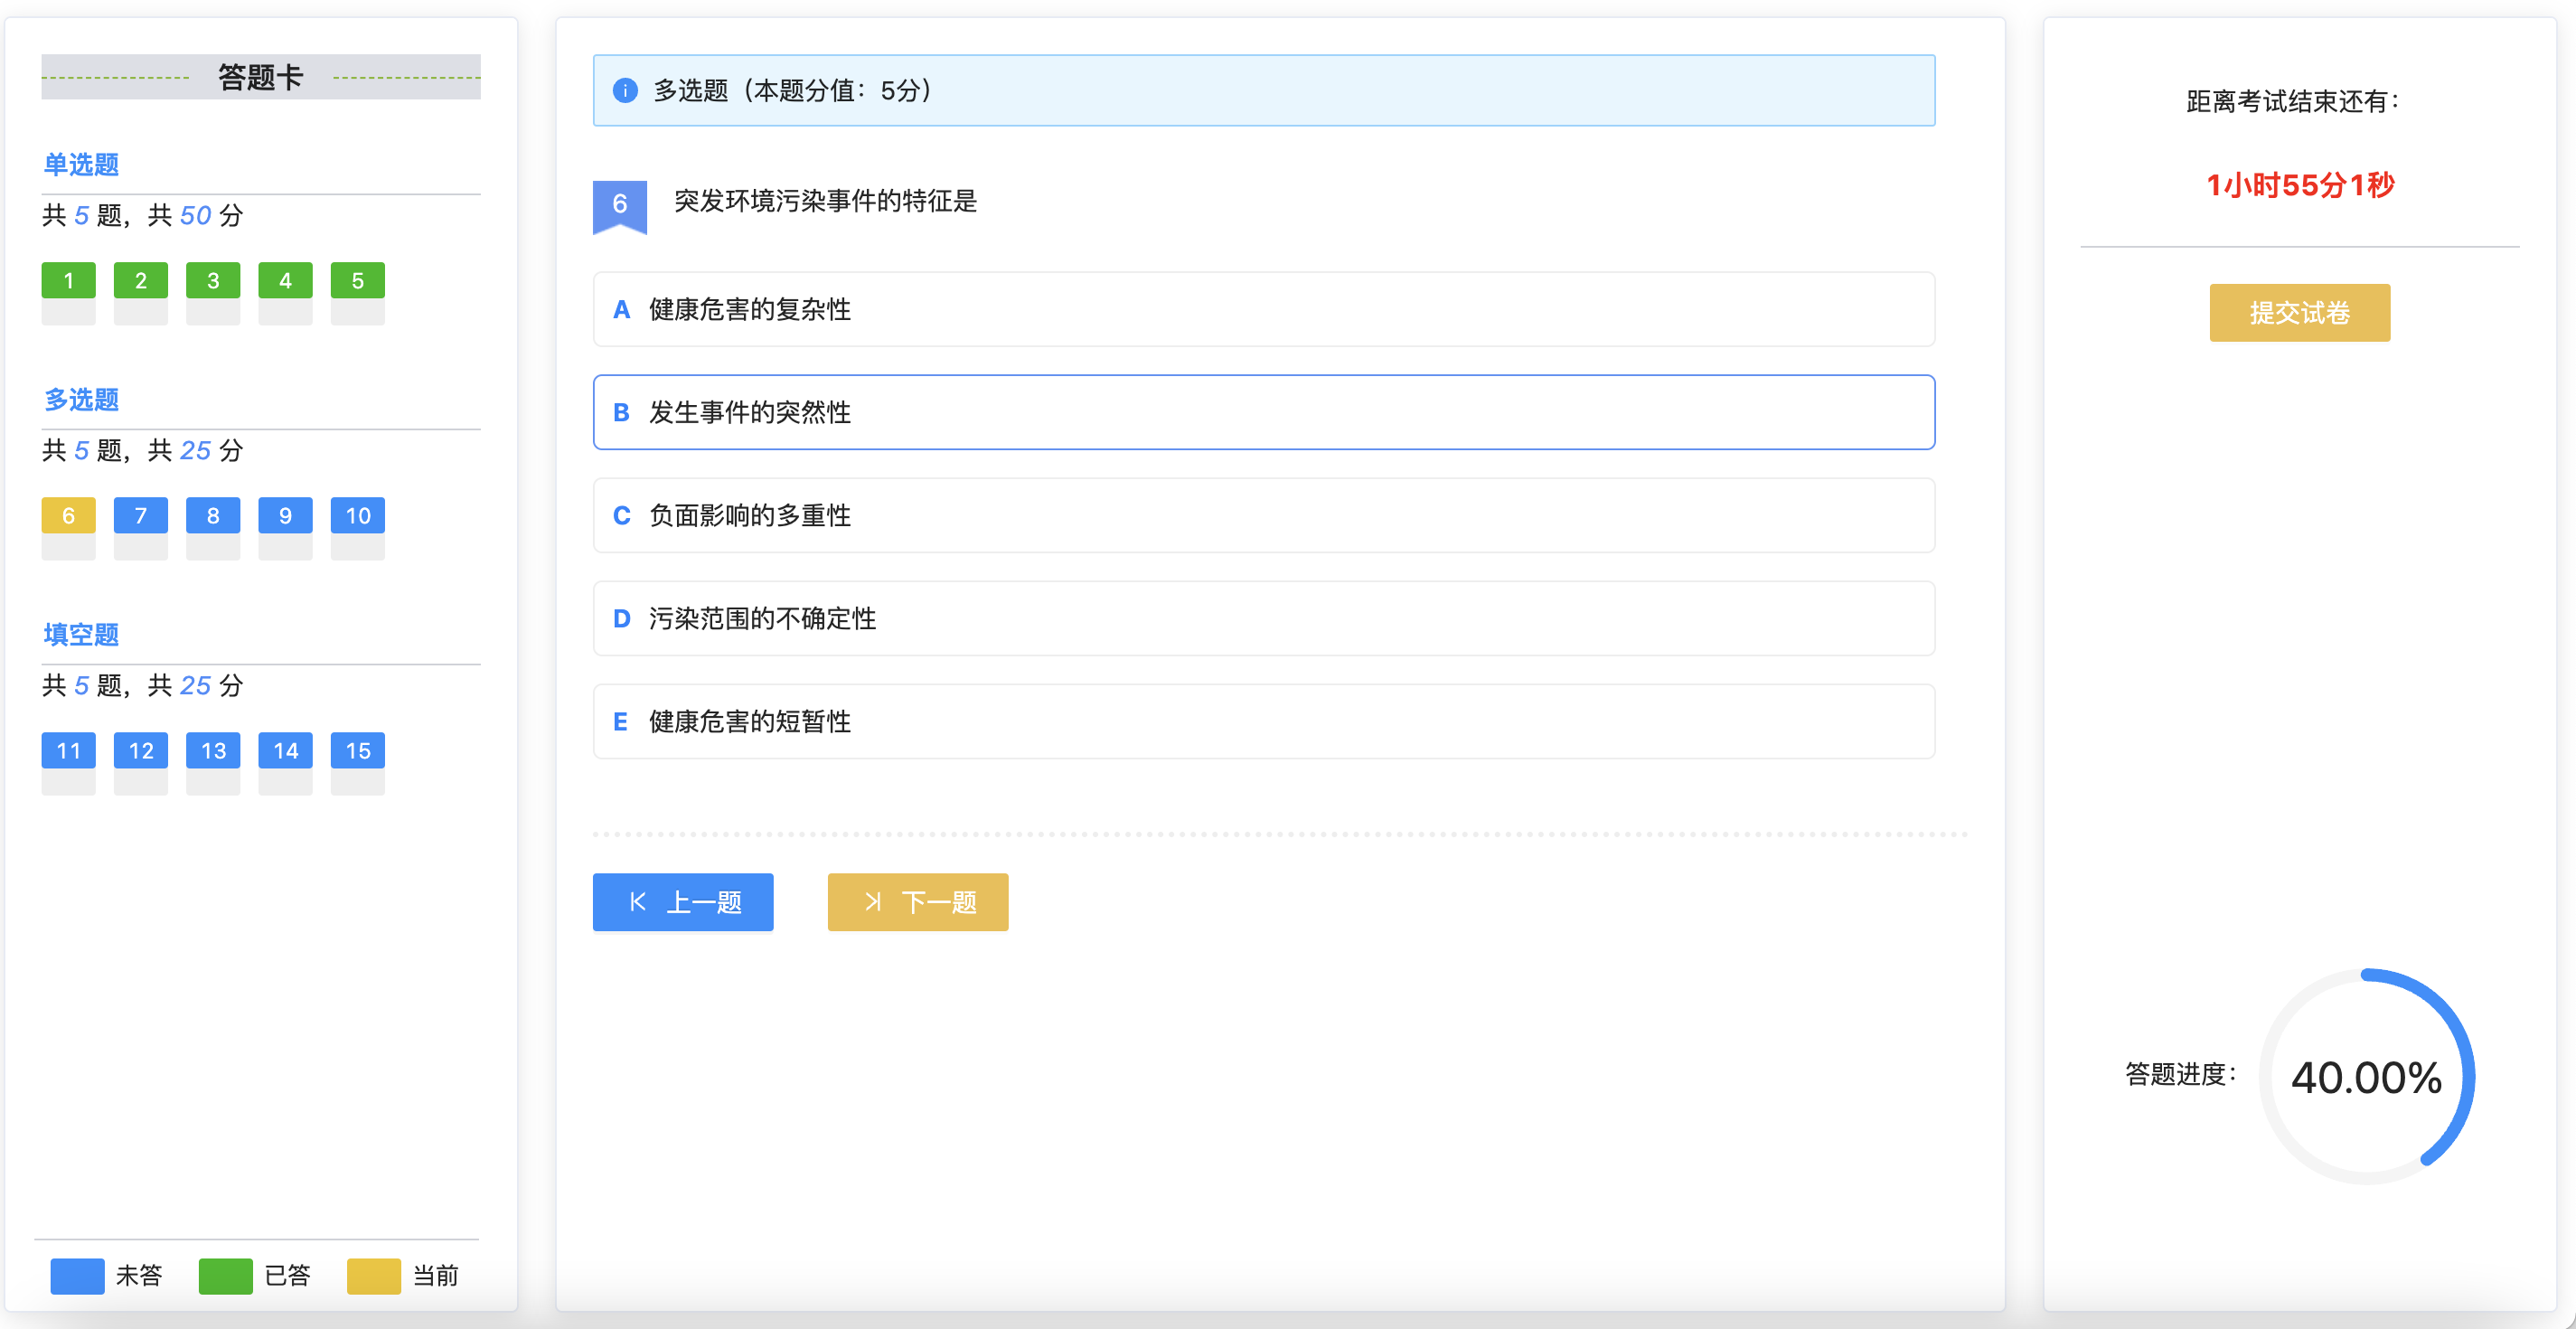 答题卡
单选题
共 5 题，共 50 分
1 2 3 4 5
多选题
共 5 题，共 25 分
6 7 8 9 10
填空题
共 5 题，共 25 分
11 12 13 14 15
未答 已答 当前
多选题（本题分值：5分）
6 突发环境污染事件的特征是
A 健康危害的复杂性
B 发生事件的突然性
C 负面影响的多重性
D 污染范围的不确定性
E 健康危害的短暂性
上一题 下一题
距离考试结束还有：
1小时55分1秒
提交试卷
答题进度： 40.00%